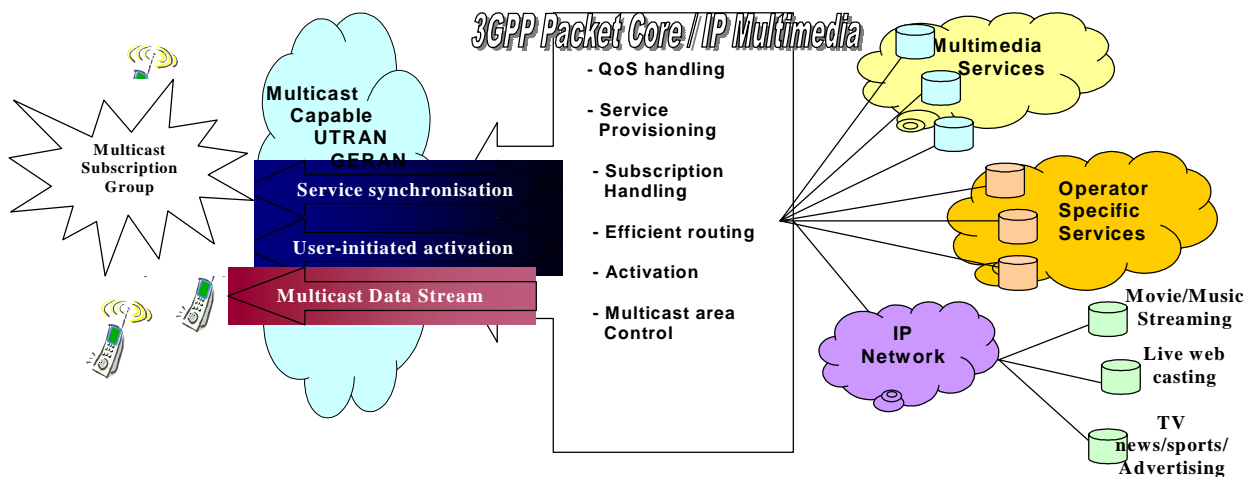 3GPP Packet Core / IP Multimedia
Multicast
Subscription
Group
Multicast
Capable
UTRAN
GERAN
Service synchronisation
User-initiated activation
Multicast Data Stream
- QoS handling
- Service
Provisioning
- Subscription
Handling
- Efficient routing
- Activation
- Multicast area
Control
Multimedia
Services
Operator
Specific
Services
IP
Network
Movie/Music
Streaming
Live web
casting
TV
news/sports/
Advertising